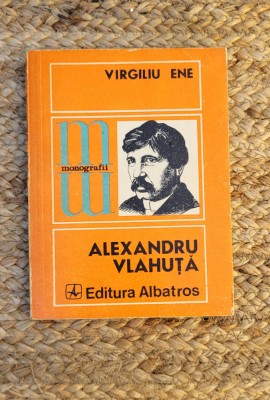 VIRGILIU ENE
monografii
ALEXANDRU
VLAHUȚĂ
Editura Albatros